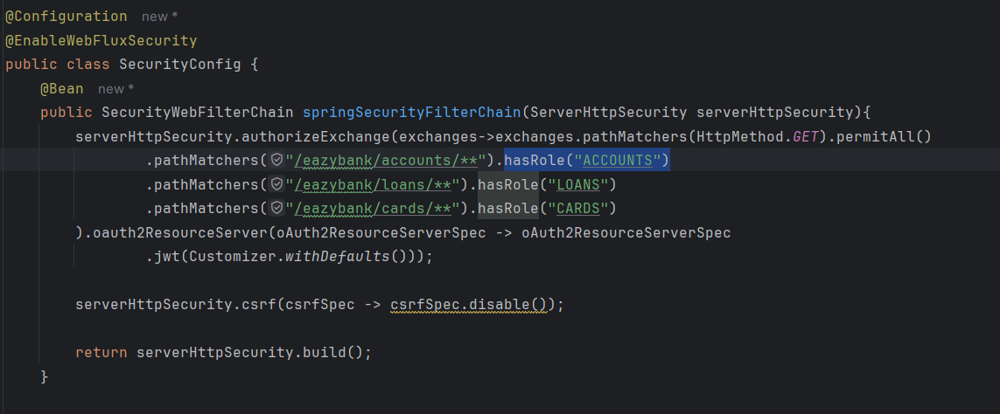 @Configuration new *
@EnableWebFluxSecurity
public class SecurityConfig {
@Bean new *
public SecurityWebFilterChain springSecurityFilterChain(ServerHttpSecurity serverHttpSecurity){
serverHttpSecurity.authorizeExchange(exchanges->exchanges.pathMatchers(HttpMethod.GET).permitAll()
.pathMatchers("/eazybank/accounts/**").hasRole("ACCOUNTS")
.pathMatchers("/eazybank/loans/**").hasRole("LOANS")
.pathMatchers("/eazybank/cards/**").hasRole("CARDS")
).oauth2ResourceServer(oAuth2ResourceServerSpec -> oAuth2ResourceServerSpec
.jwt(Customizer.withDefaults()));
serverHttpSecurity.csrf(csrfSpec -> csrfSpec.disable());
return serverHttpSecurity.build();
}